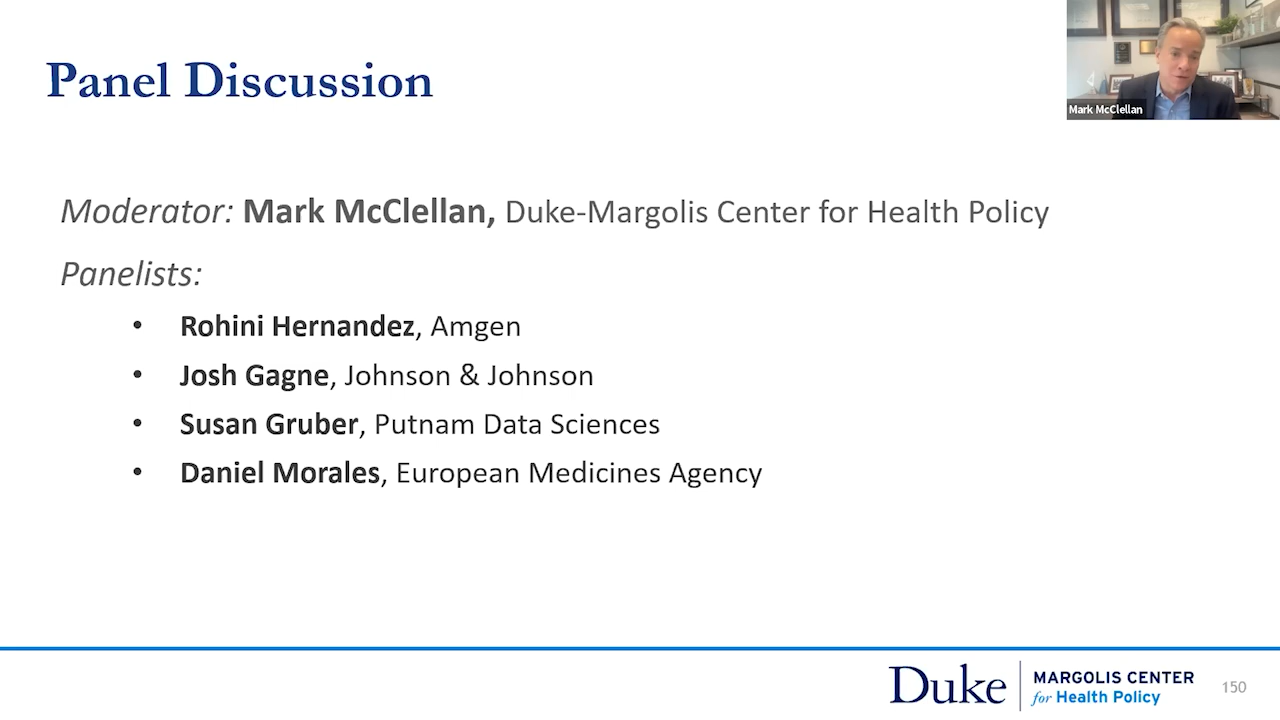 Panel Discussion
Mark McClellan
Moderator: Mark McClellan, Duke-Margolis Center for Health Policy
Panelists:
• Rohini Hernandez, Amgen
• Josh Gagne, Johnson & Johnson
• Susan Gruber, Putnam Data Sciences
• Daniel Morales, European Medicines Agency
Duke
MARGOLIS CENTER
for Health Policy
150